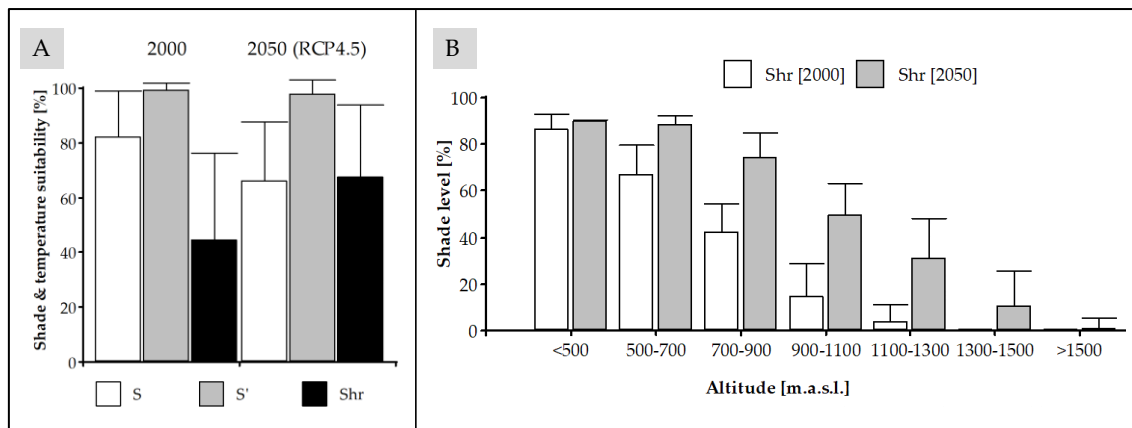 A
2000
2050 (RCP4.5)
Shade & temperature suitability [%]
100
80
60
40
20
0
S
S'
Shr
B
Shr [2000]
Shr [2050]
Shade level [%]
100
80
60
40
20
0
<500
500-700
700-900
900-1100
1100-1300
1300-1500
>1500
Altitude [m.a.s.l.]